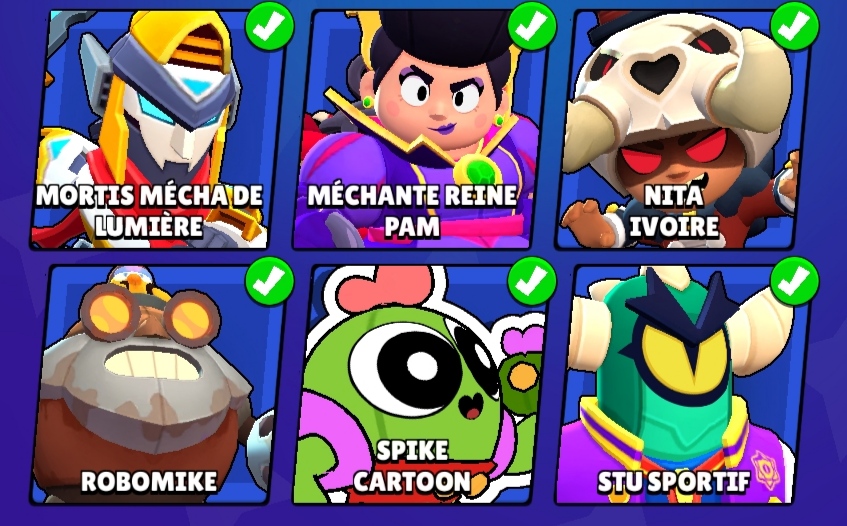 MORTIS MÉCHA DE
LUMIÈRE
MÉCHANTE REINE
PAM
NITA
IVOIRE
ROBOMIKE
SPIKE
CARTOON
STU SPORTIF